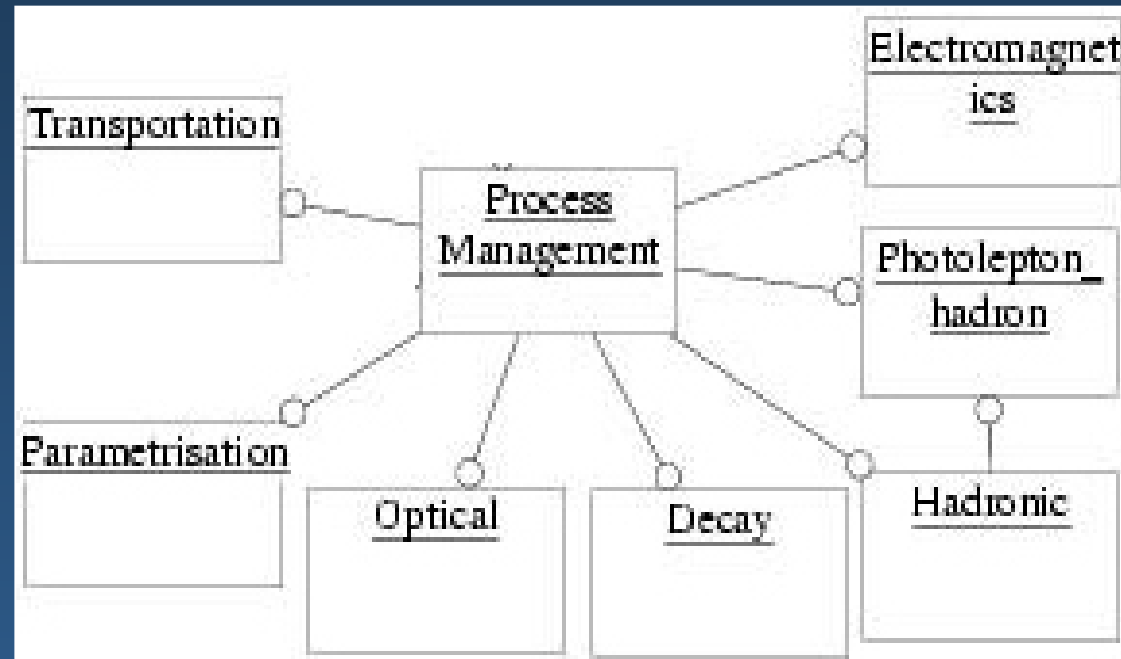 Electromagnet
ics
Transportation
Process
Management
Photolepton_
hadron
Parametrisation
Optical
Decay
Hadronic